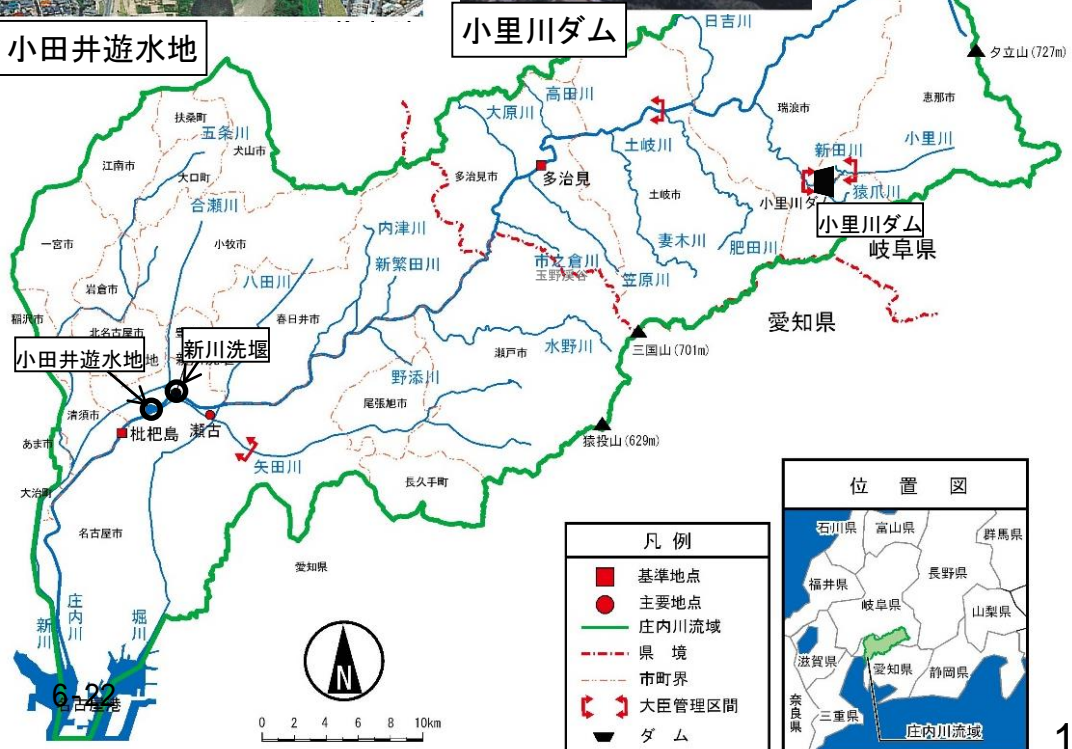 小田井遊水地
小里川ダム
日吉川
夕立山(727m)
高田川
大原川
瑞浪市
恵那市
扶桑町
五条川
犬山市
江南市
土岐川
新田川
小里川
多治見市
多治見
大口町
土岐市
猿爪川
合瀬川
小里川ダ
小里川ダム
岐阜県
内津川
妻木川
肥田川
一宮市
小牧市
新繁田川
市之倉川
玉野渓谷
笠原川
八田川
岩倉市
稲沢市
春日井市
愛知県
北名古屋市
小田井遊水地
新川洗堰
瀬戸市
水野川
三国山(701m)
野添川
尾張旭市
清須市
枇杷島
瀬古
猿投山(629m)
あま市
矢田川
長久手町
大治町
名古屋市
愛知県
新川
庄内川
堀川
6-22
名古屋港
N
0 2 4 6 8 10km
凡例
基準地点
主要地点
庄内川流域
県境
市町界
大臣管理区間
ダム
位置図
石川県
富山県
群馬県
福井県
長野県
岐阜県
山梨県
滋賀県
愛知県
静岡県
奈良県
三重県
庄内川流域
1